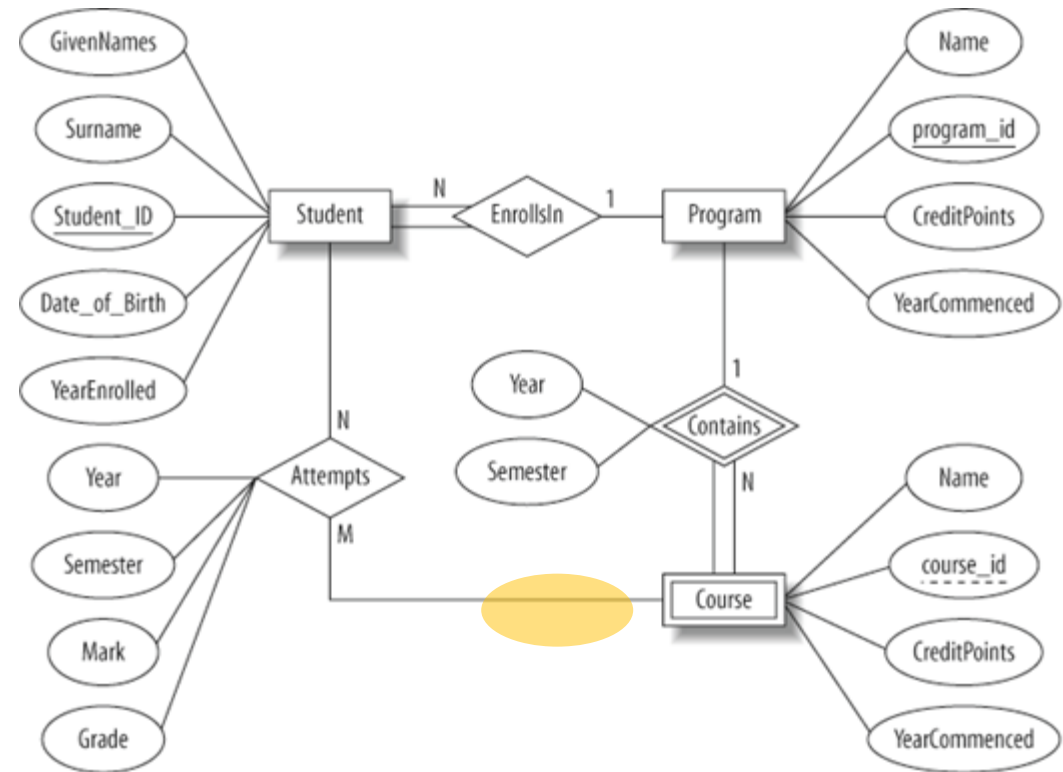 GivenNames
Surname
Student_ID
Date_of_Birth
YearEnrolled
Student
N
EnrollsIn
1
Program
Name
program_id
CreditPoints
YearCommenced
Year
Semester
1
Contains
N
N
Attempts
M
Year
Semester
Mark
Grade
Course
Name
course_id
CreditPoints
YearCommenced